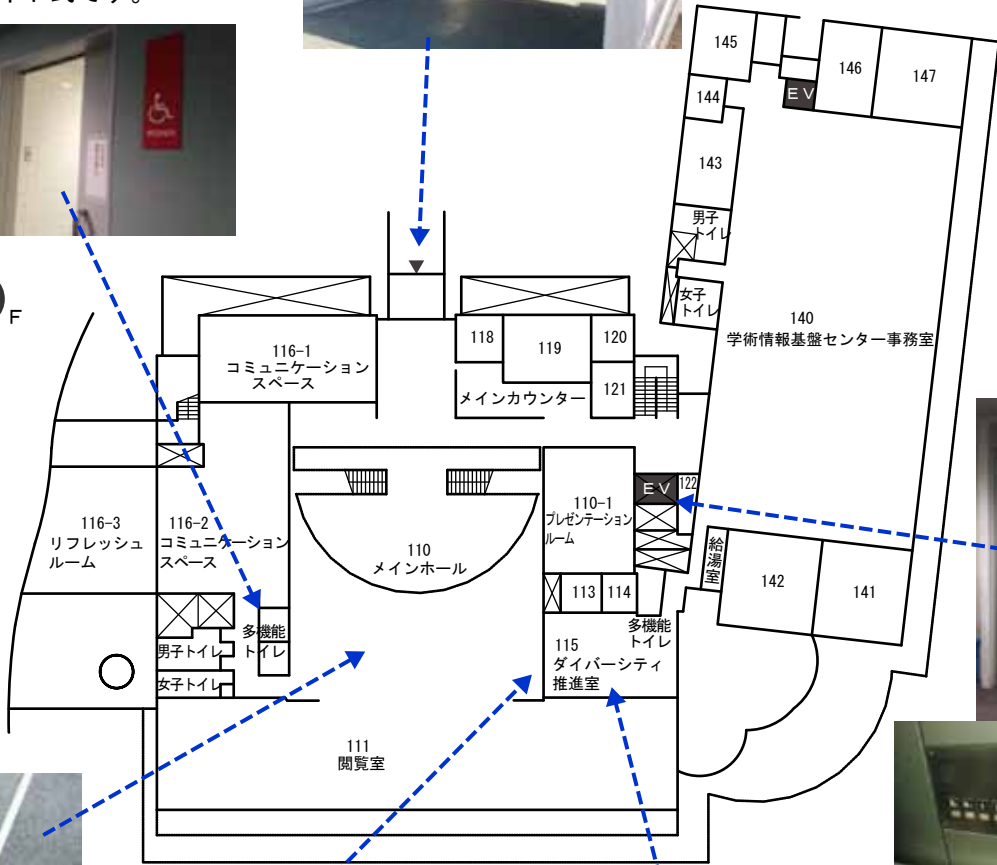 145
146
147
EV
144
143
男子
トイレ
女子
トイレ
140
学術情報基盤センター事務室
F
116-1
コミュニケーション
スペース
118
119
120
121
メインカウンター
EV
122
110-1
プレゼンテーション
ルーム
116-3
リフレッシュ
ルーム
116-2
コミュニケーション
スペース
110
メインホール
給湯室
142
141
113
114
多機能
トイレ
多機能
トイレ
男子トイレ
女子トイレ
115
ダイバーシティ
推進室
111
閲覧室